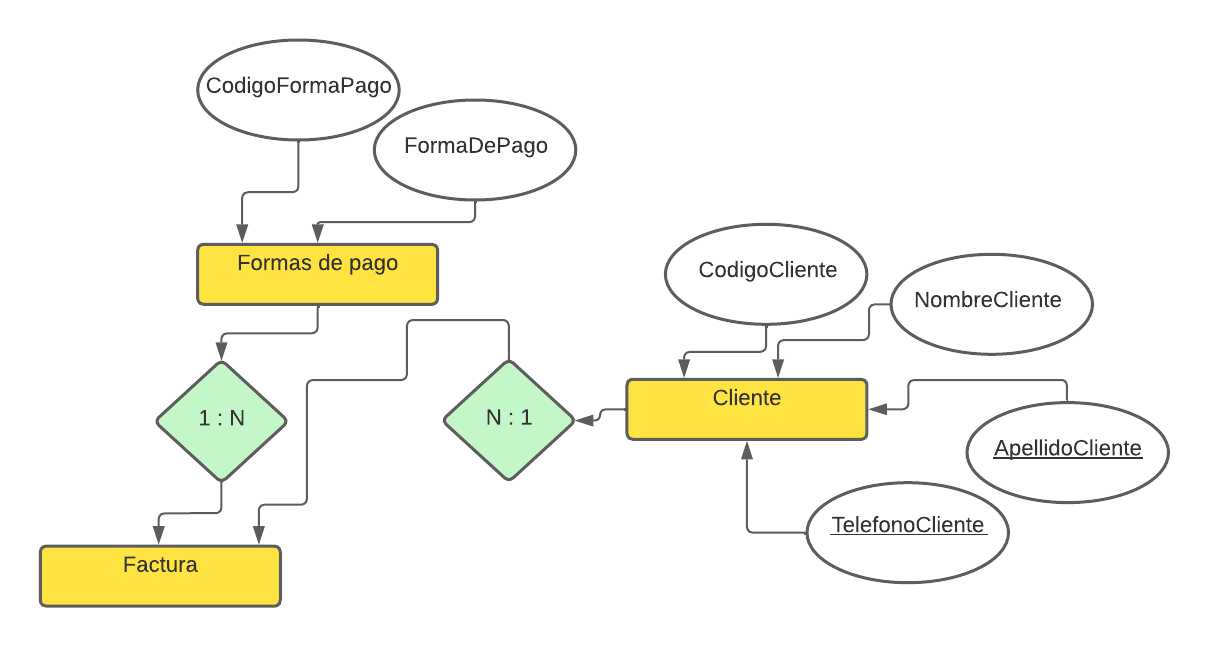 CodigoFormaPago
FormaDePago
Formas de pago
CodigoCliente
NombreCliente
Cliente
1 : N
N : 1
ApellidoCliente
TelefonoCliente
Factura